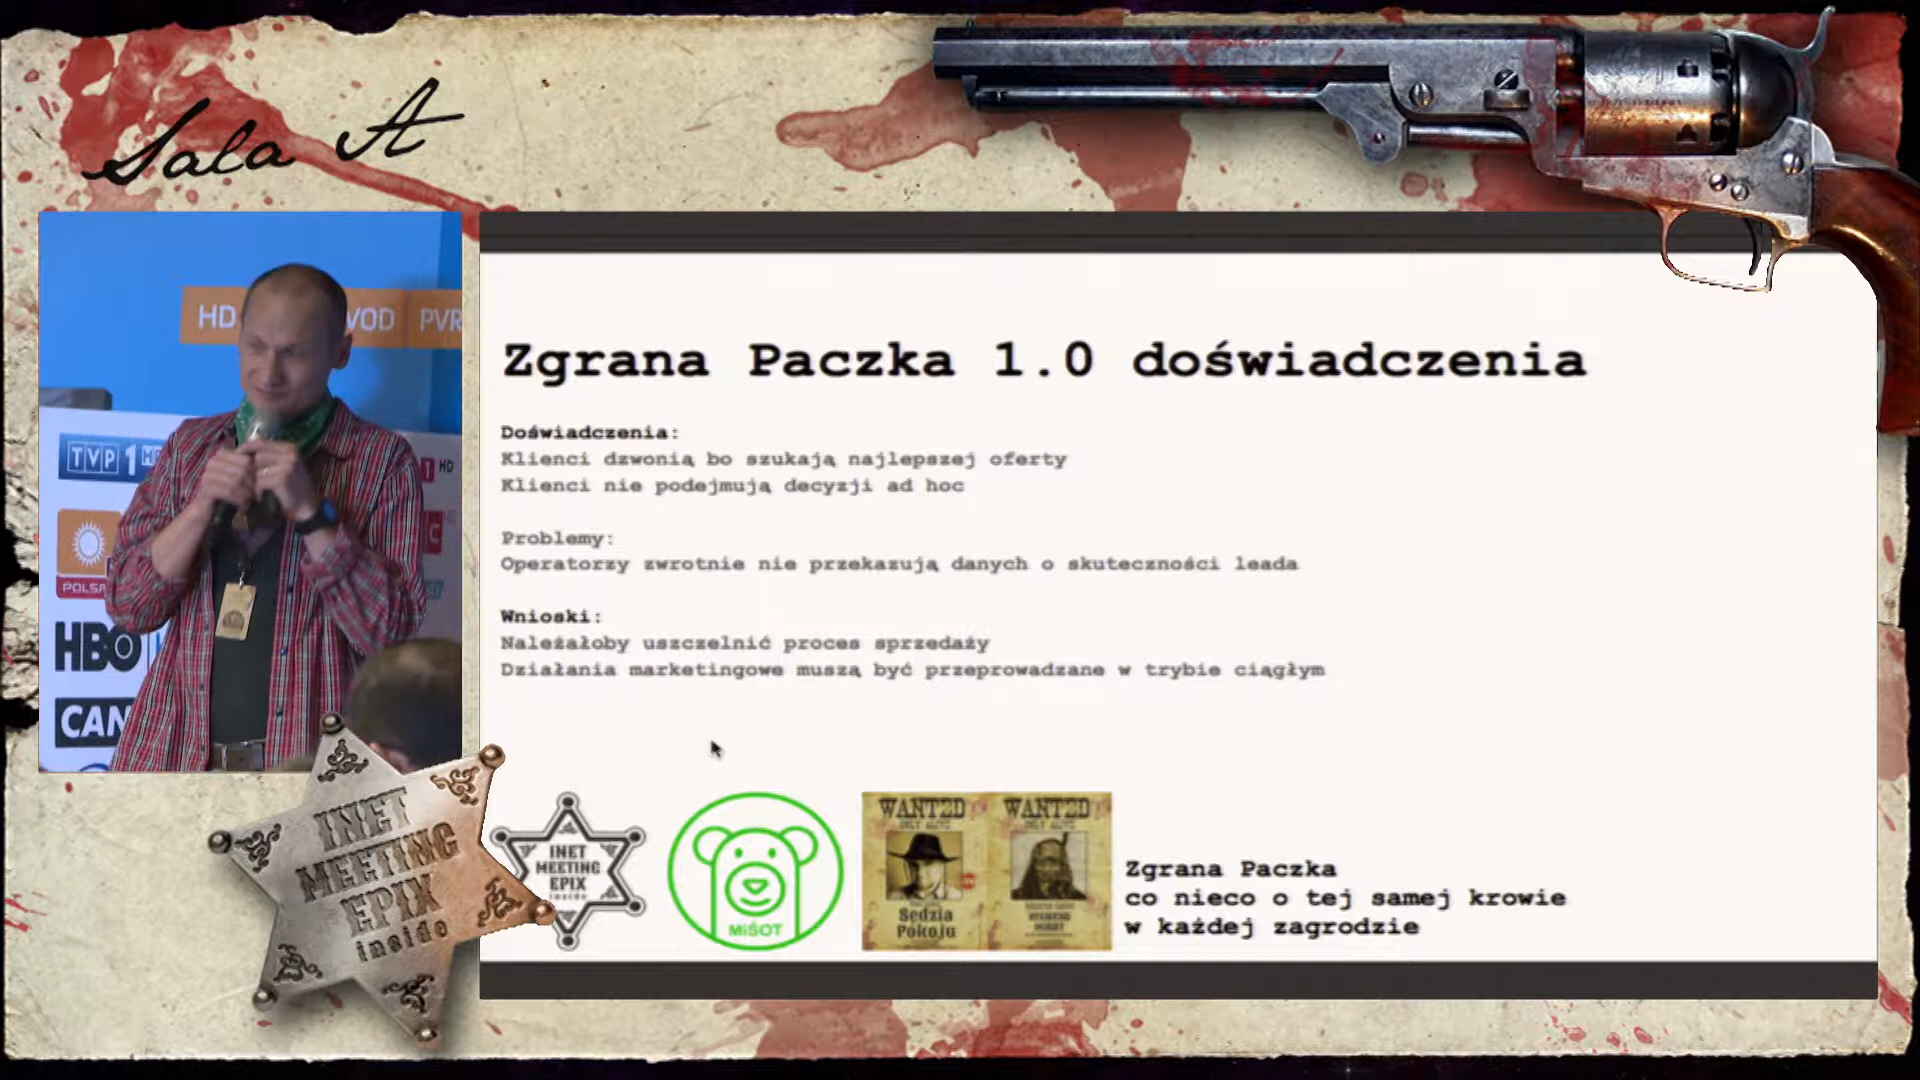 Sala A
HD
VOD
PVR
TVP 1
HD
HBO
CAN
INET
MEETING
EPIX
inside
Zgrana Paczka 1.0 doświadczenia
Doświadczenia:
Klienci dzwonią bo szukają najlepszej oferty
Klienci nie podejmują decyzji ad hoc
Problemy:
Operatorzy zwrotnie nie przekazują danych o skuteczności leada
Wnioski:
Należałoby uszczelnić proces sprzedaży
Działania marketingowe muszą być przeprowadzane w trybie ciągłym
INET
MEETING
EPIX
inside
MiŚOT
WANTED
Sędzia
Pokoju
WANTED
Zgrana Paczka
co nieco o tej samej krowie
w każdej zagrodzie